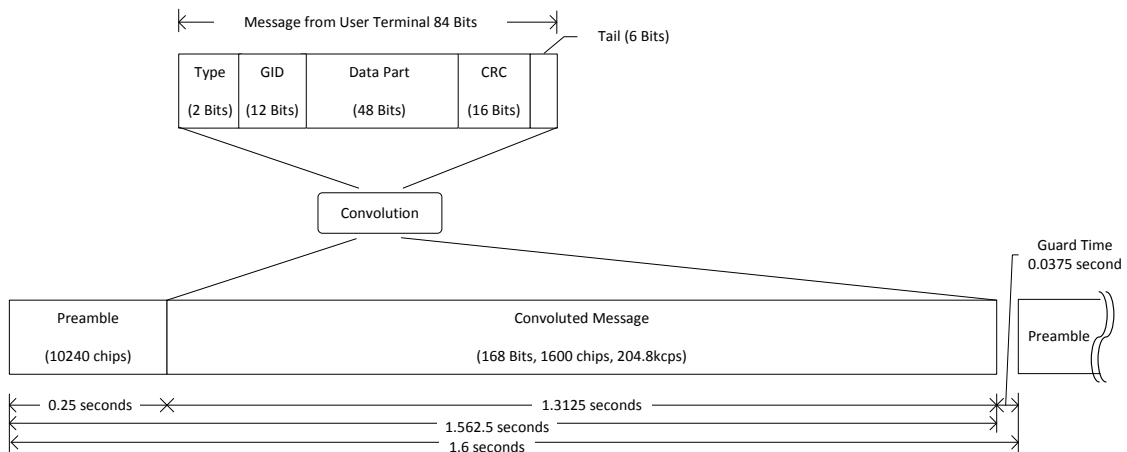 Message from User Terminal 84 Bits
Tail (6 Bits)
Type GID Data Part CRC
(2 Bits) (12 Bits) (48 Bits) (16 Bits)
Convolution
Guard Time
0.0375 second
Preamble Convoluted Message
Preamble
(10240 chips) (168 Bits, 1600 chips, 204.8kcps)
0.25 seconds 1.3125 seconds
1.562.5 seconds
1.6 seconds